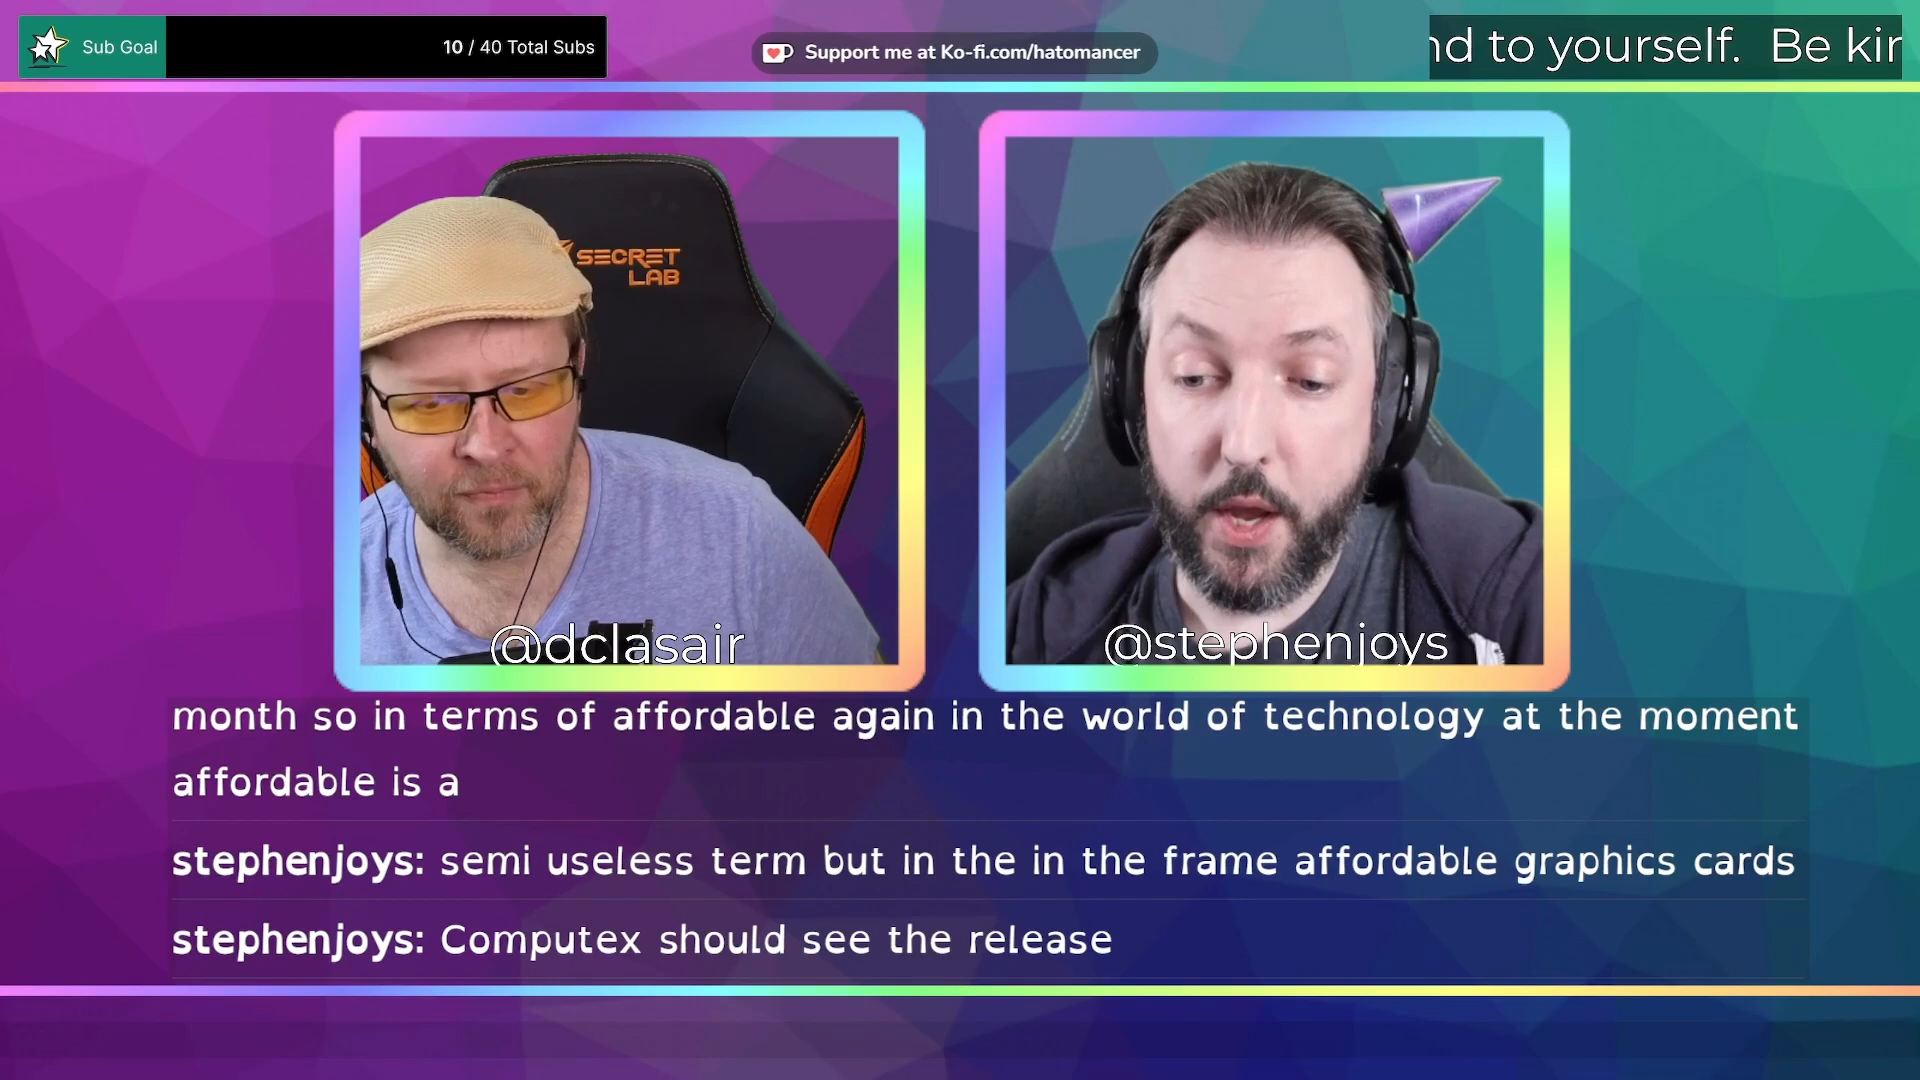 Sub Goal
10 / 40 Total Subs
Support me at Ko-fi.com/hatomancer
nd to yourself. Be kir
SECRET
LAB
@dclasair
@stephenjoys
month so in terms of affordable again in the world of technology at the moment
affordable is a
stephenjoys: semi useless term but in the in the frame affordable graphics cards
stephenjoys: Computex should see the release